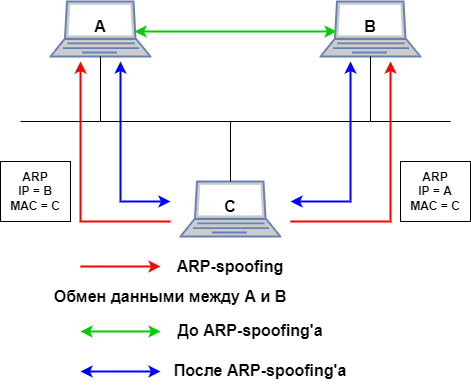 A
B
ARP
IP = B
MAC = C
ARP
IP = A
MAC = C
C
ARP-spoofing
Обмен данными между A и B
До ARP-spoofing'а
После ARP-spoofing'а